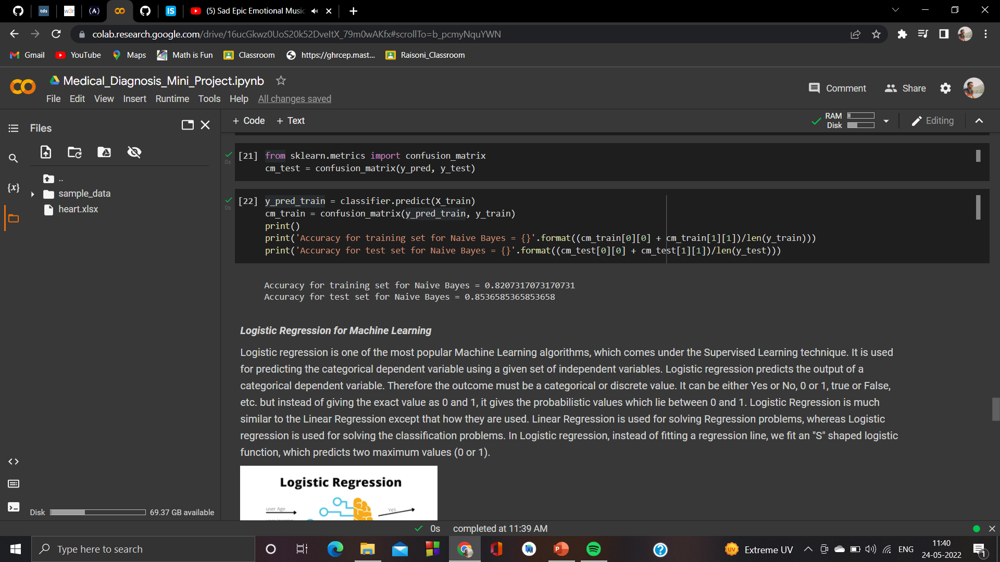 tds
w3r
(A)
IS
(5) Sad Epic Emotional Music
colab.research.google.com/drive/16ucGkwz0UoS20k52DveItX_79m0wAKfx#scrollTo=b_pcmyNquYWN
Gmail YouTube Maps Math is Fun Classroom https://ghrcep.mast... Raisoni_Classroom
Medical_Diagnosis_Mini_Project.ipynb
Comment Share
File Edit View Insert Runtime Tools Help All changes saved
Files
+ Code + Text
RAM
Disk
Editing
{x}
..
sample_data
heart.xlsx
[21] from sklearn.metrics import confusion_matrix
0s
cm_test = confusion_matrix(y_pred, y_test)
[22] y_pred_train = classifier.predict(X_train)
0s
cm_train = confusion_matrix(y_pred_train, y_train)
print()
print('Accuracy for training set for Naive Bayes = {}'.format((cm_train[0][0] + cm_train[1][1])/len(y_train)))
print('Accuracy for test set for Naive Bayes = {}'.format((cm_test[0][0] + cm_test[1][1])/len(y_test)))
Accuracy for training set for Naive Bayes = 0.8207317073170731
Accuracy for test set for Naive Bayes = 0.8536585365853658
Logistic Regression for Machine Learning
Logistic regression is one of the most popular Machine Learning algorithms, which comes under the Supervised Learning technique. It is used
for predicting the categorical dependent variable using a given set of independent variables. Logistic regression predicts the output of a
categorical dependent variable. Therefore the outcome must be a categorical or discrete value. It can be either Yes or No, 0 or 1, true or False,
etc. but instead of giving the exact value as 0 and 1, it gives the probabilistic values which lie between 0 and 1. Logistic Regression is much
similar to the Linear Regression except that how they are used. Linear Regression is used for solving Regression problems, whereas Logistic
regression is used for solving the classification problems. In Logistic regression, instead of fitting a regression line, we fit an "S" shaped logistic
function, which predicts two maximum values (0 or 1).
Logistic Regression
user Age
Yes
Disk 69.37 GB available
0s completed at 11:39 AM
Type here to search
P
UV
Extreme UV
ENG
11:40
24-05-2022
1